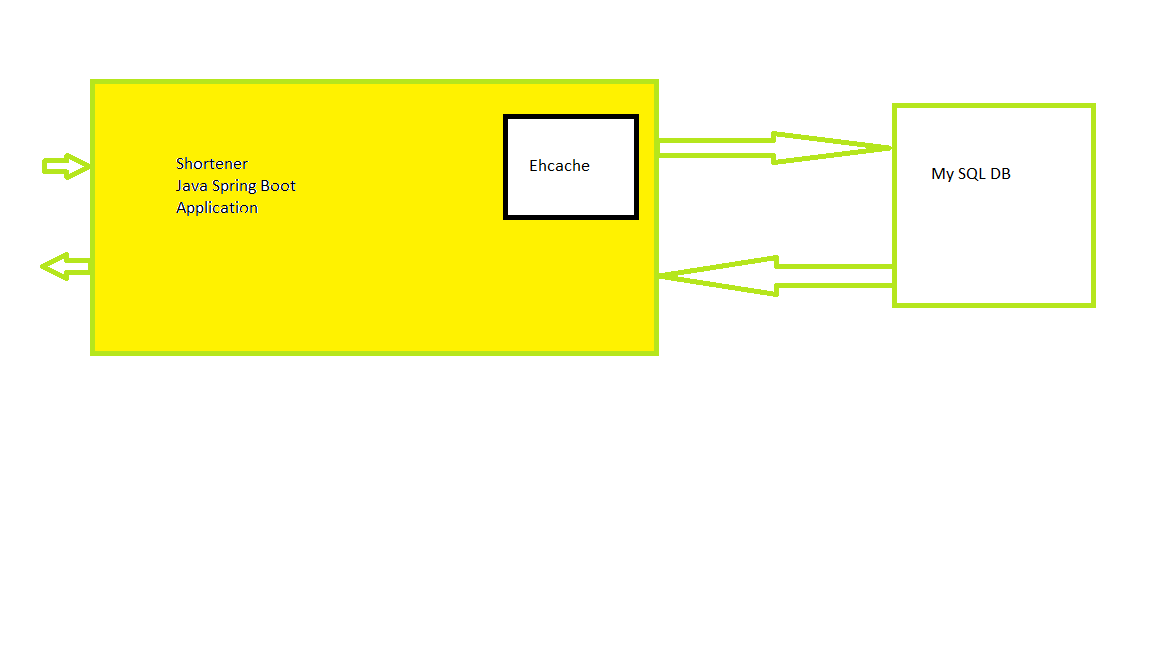 Shortener
Java Spring Boot
Application
Ehcache
My SQL DB